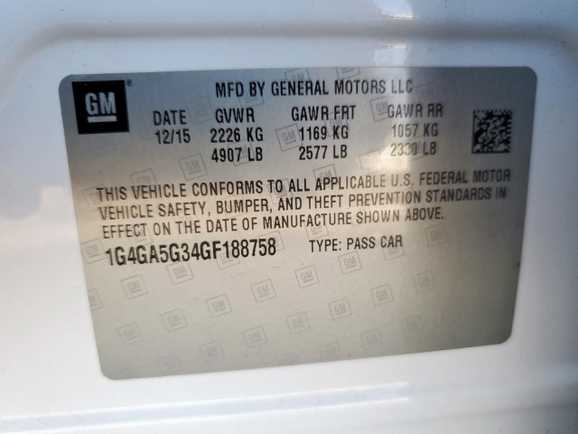 GM
MFD BY GENERAL MOTORS LLC
DATE GVWR GAWR FRT GAWR RR
12/15 2226 KG 1169 KG 1057 KG
4907 LB 2577 LB 2330 LB
THIS VEHICLE CONFORMS TO ALL APPLICABLE U.S. FEDERAL MOTOR
VEHICLE SAFETY, BUMPER, AND THEFT PREVENTION STANDARDS IN
EFFECT ON THE DATE OF MANUFACTURE SHOWN ABOVE.
1G4GA5G34GF188758 TYPE: PASS CAR